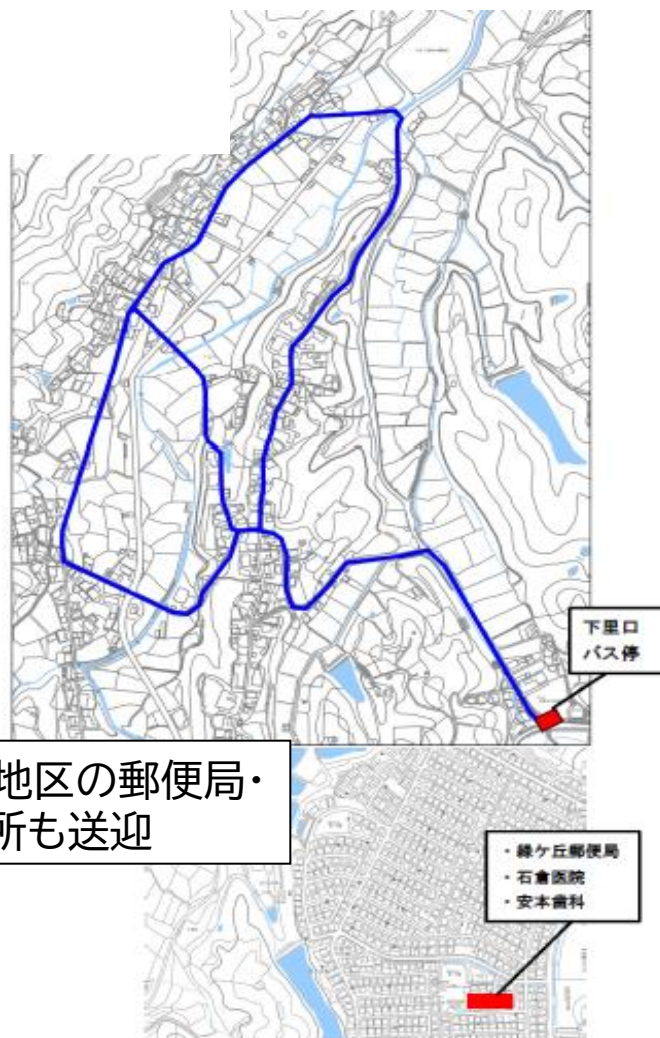 下里口
バス停
地区の郵便局・
所も送迎
・緑ケ丘郵便局
・石倉医院
・安本歯科